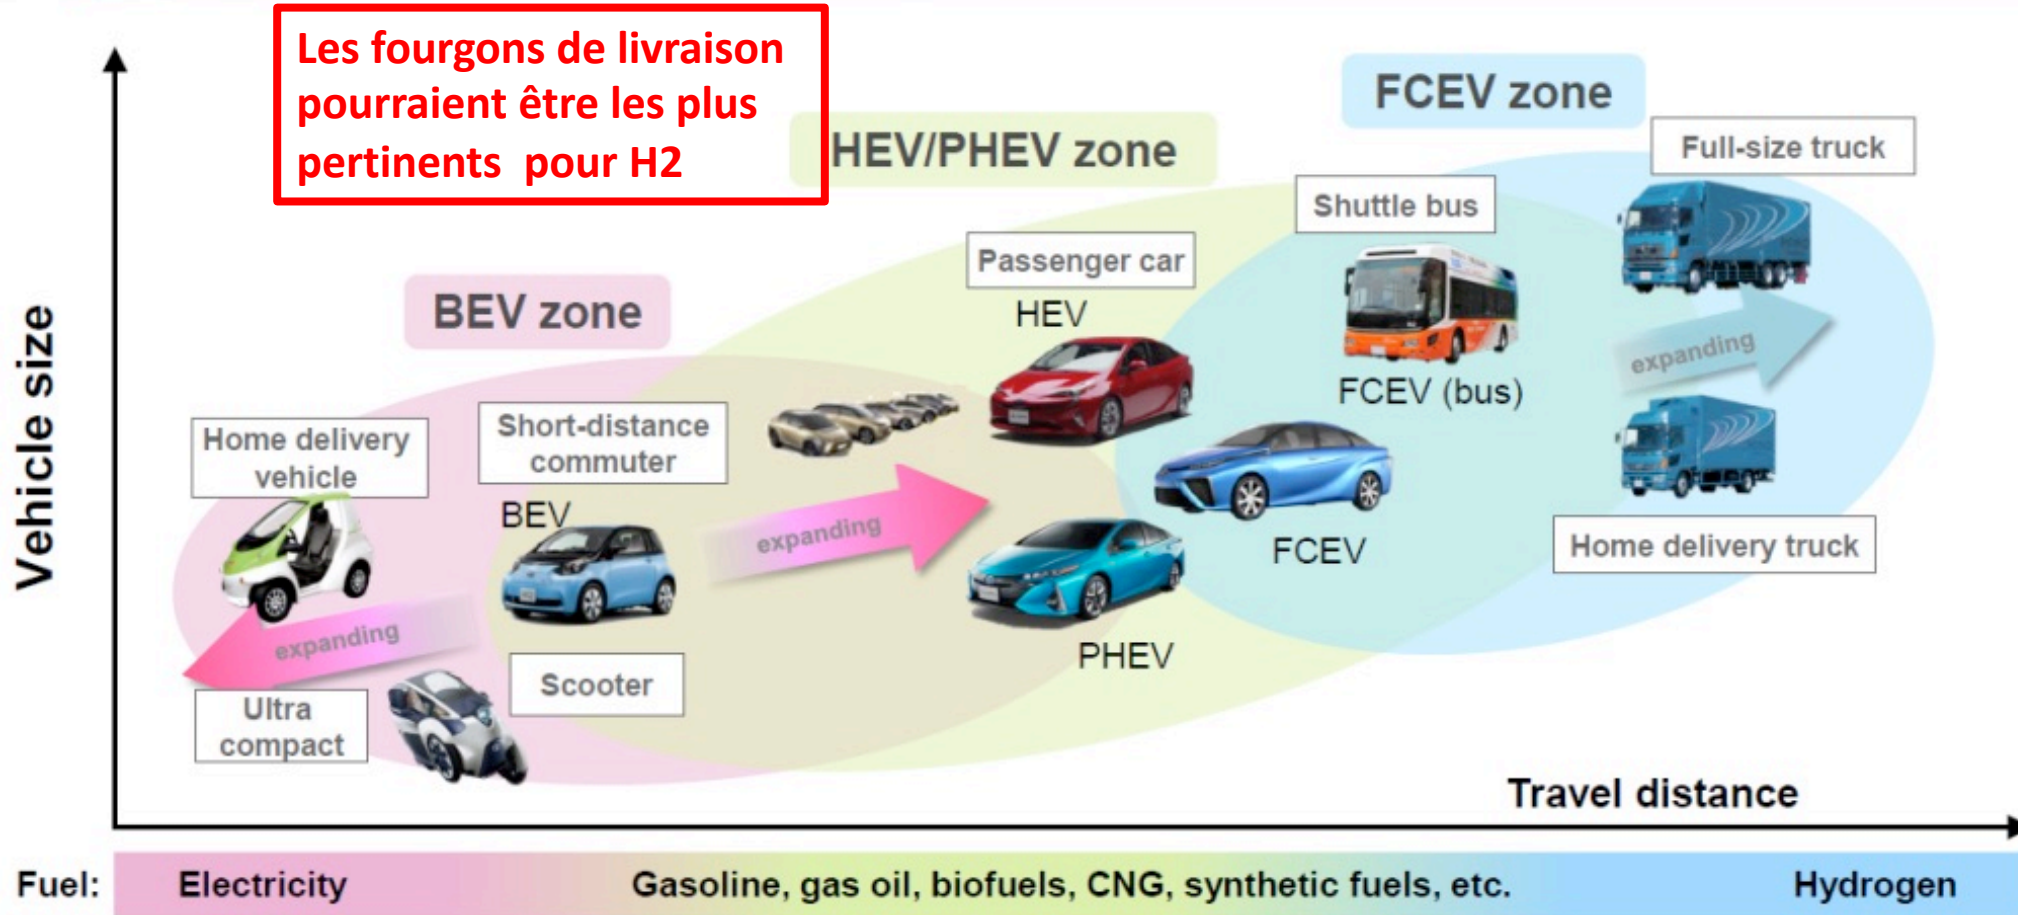 Les fourgons de livraison
pourraient être les plus
pertinents pour H2
FCEV zone
HEV/PHEV zone
BEV zone
Full-size truck
Shuttle bus
Passenger car
HEV
FCEV (bus)
expanding
Home delivery
vehicle
Short-distance
commuter
BEV
expanding
FCEV
Home delivery truck
PHEV
expanding
Scooter
Ultra
compact
Vehicle size
Travel distance
Fuel: Electricity Gasoline, gas oil, biofuels, CNG, synthetic fuels, etc. Hydrogen